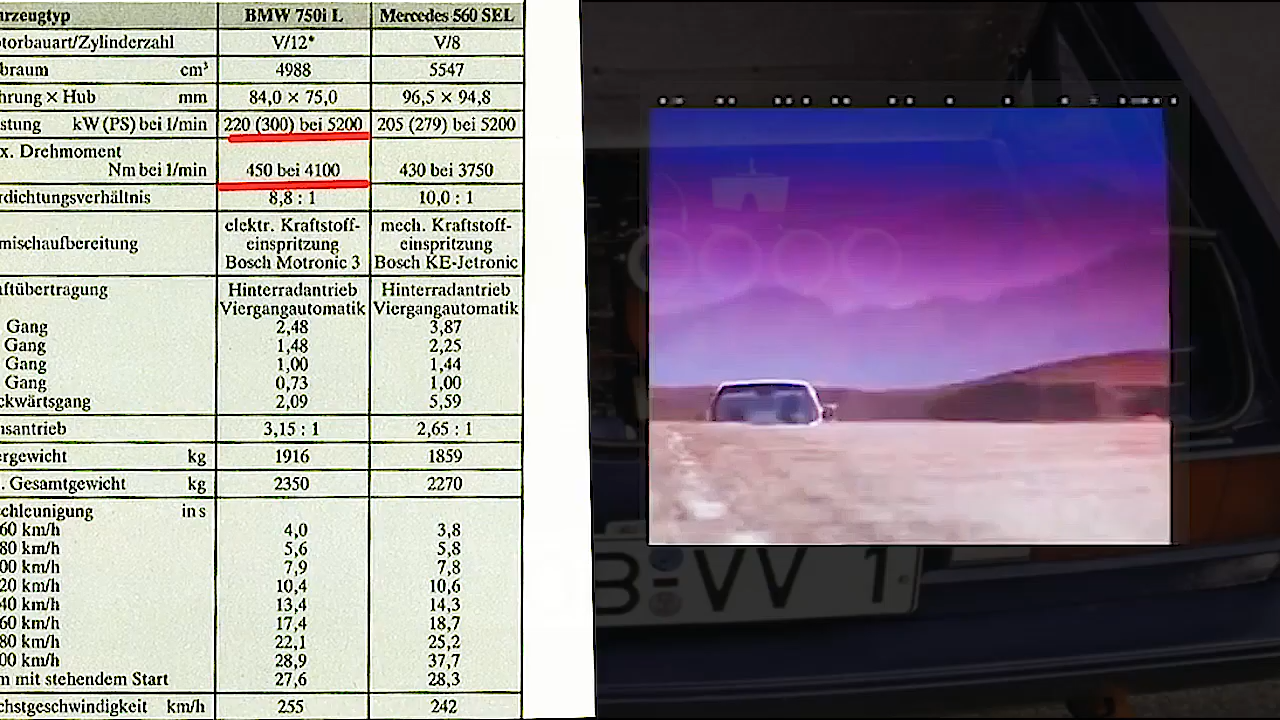 rzeugtyp BMW 750i L Mercedes 560 SEL
torbauart/Zylinderzahl V/12* V/8
braum cm³ 4988 5547
hrung × Hub mm 84,0 × 75,0 96,5 × 94,8
stung kW (PS) bei 1/min 220 (300) bei 5200 205 (279) bei 5200
x. Drehmoment
Nm bei 1/min 450 bei 4100 430 bei 3750
rdichtungsverhältnis 8,8 : 1 10,0 : 1
elektr. Kraftstoff- mech. Kraftstoff-
mischaufbereitung einspritzung einspritzung
Bosch Motronic 3 Bosch KE-Jetronic
aftübertragung Hinterradantrieb Hinterradantrieb
Viergangautomatik Viergangautomatik
Gang 2,48 3,87
Gang 1,48 2,25
Gang 1,00 1,44
Gang 0,73 1,00
ckwärtsgang 2,09 5,59
nsantrieb 3,15 : 1 2,65 : 1
ergewicht kg 1916 1859
. Gesamtgewicht kg 2350 2270
schleunigung in s
60 km/h 4,0 3,8
80 km/h 5,6 5,8
00 km/h 7,9 7,8
20 km/h 10,4 10,6
40 km/h 13,4 14,3
60 km/h 17,4 18,7
80 km/h 22,1 25,2
00 km/h 28,9 37,7
m mit stehendem Start 27,6 28,3
chstgeschwindigkeit km/h 255 242
B VV 1